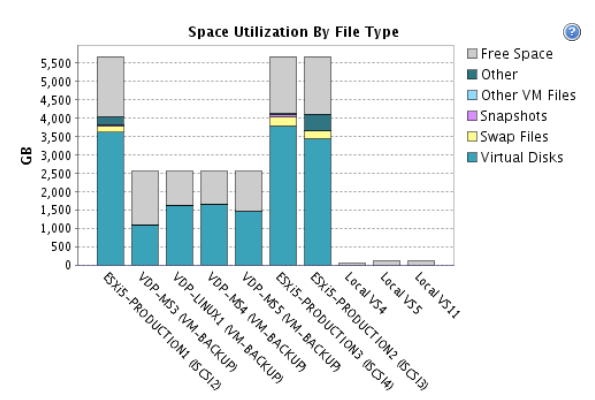 Space Utilization By File Type
?
GB
5,500
5,000
4,500
4,000
3,500
3,000
2,500
2,000
1,500
1,000
500
0
ESXi5-PRODUCTION1 (ISCSI2)
VDP-MS3 (VM-BACKUP)
VDP-LINUX1 (VM-BACKUP)
VDP-MS4 (VM-BACKUP)
VDP-MS5 (VM-BACKUP)
ESXi5-PRODUCTION3 (ISCSI4)
ESXi5-PRODUCTION2 (ISCSI3)
Local VS4
Local VS5
Local VS11
Free Space
Other
Other VM Files
Snapshots
Swap Files
Virtual Disks